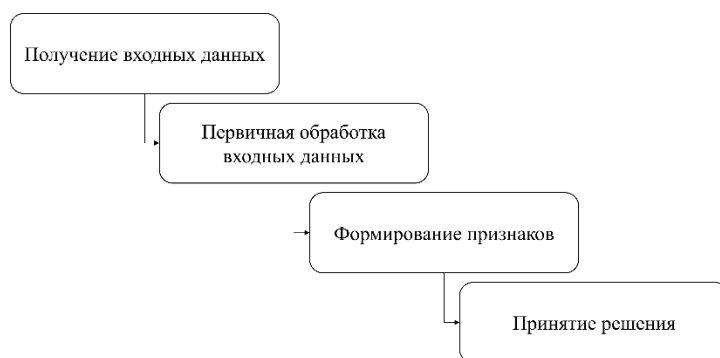 Получение входных данных
Первичная обработка
входных данных
Формирование признаков
Принятие решения